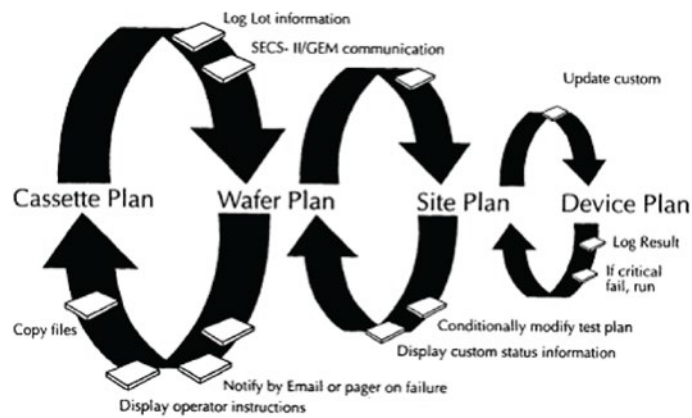 Log Lot information
SECS- II/GEM communication
Update custom
Cassette Plan
Wafer Plan
Site Plan
Device Plan
Log Result
If critical
fail, run
Copy files
Conditionally modify test plan
Display custom status information
Notify by Email or pager on failure
Display operator instructions